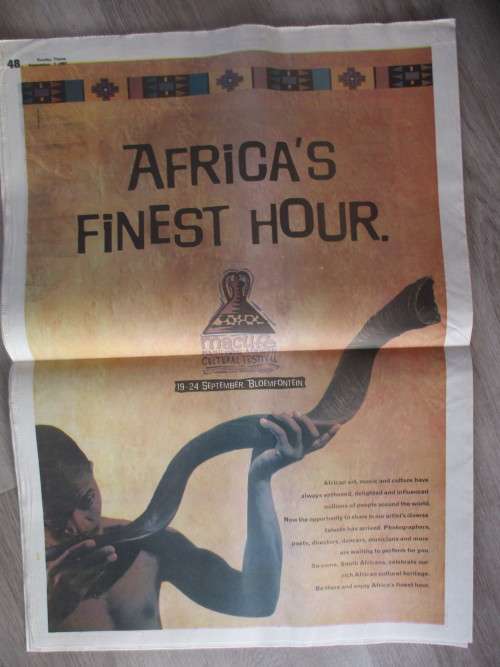 48
Sunday Times
AFRiCA'S
FiNEST HOUR.
MACUFE
CULTURAL FESTIVAL
19-24 SEPTEMBER BLOEMFONTEIN
African art, music and culture have
always enthused, delighted and influenced
millions of people around the world.
Now the opportunity to share in our artist's diverse
talents has arrived. Photographers,
poets, directors, dancers, musicians and more
are waiting to perform for you.
So come, South Africans, celebrate our
rich African cultural heritage.
Be there and enjoy Africa's finest hour.